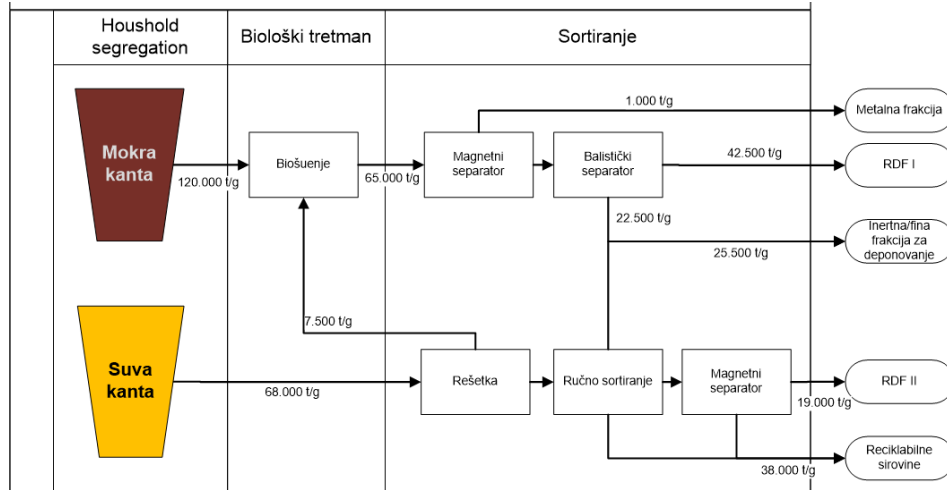 Houshold
segregation
Biološki tretman
Sortiranje
1.000 t/g
Metalna frakcija
Mokra
kanta
120.000 t/g
Biošuenje
65.000 t/g
Magnetni
separator
Balistički
separator
42.500 t/g
RDF I
22.500 t/g
25.500 t/g
Inertna/fina
frakcija za
deponovanje
7.500 t/g
Suva
kanta
68.000 t/g
Rešetka
Ručno sortiranje
Magnetni
separator
19.000 t/g
RDF II
38.000 t/g
Reciklabilne
sirovine